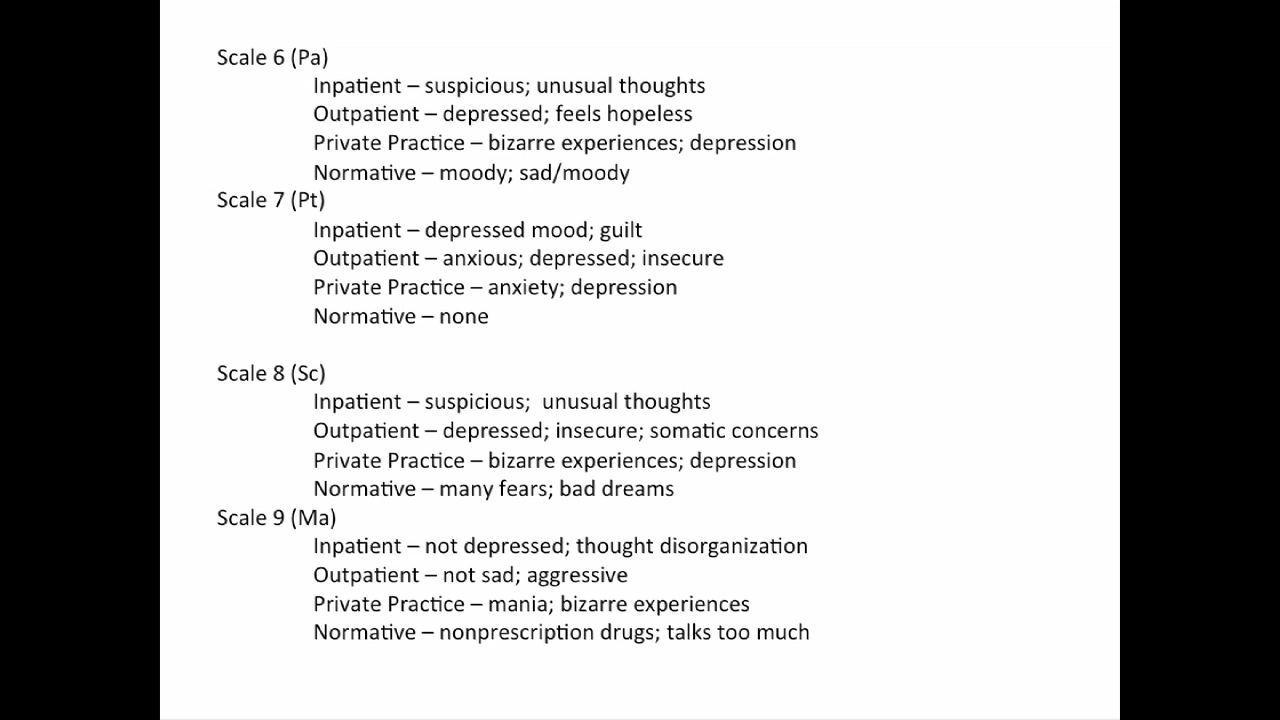 Scale 6 (Pa)
Inpatient – suspicious; unusual thoughts
Outpatient – depressed; feels hopeless
Private Practice – bizarre experiences; depression
Normative – moody; sad/moody
Scale 7 (Pt)
Inpatient – depressed mood; guilt
Outpatient – anxious; depressed; insecure
Private Practice – anxiety; depression
Normative – none
Scale 8 (Sc)
Inpatient – suspicious;  unusual thoughts
Outpatient – depressed; insecure; somatic concerns
Private Practice – bizarre experiences; depression
Normative – many fears; bad dreams
Scale 9 (Ma)
Inpatient – not depressed; thought disorganization
Outpatient – not sad; aggressive
Private Practice – mania; bizarre experiences
Normative – nonprescription drugs; talks too much